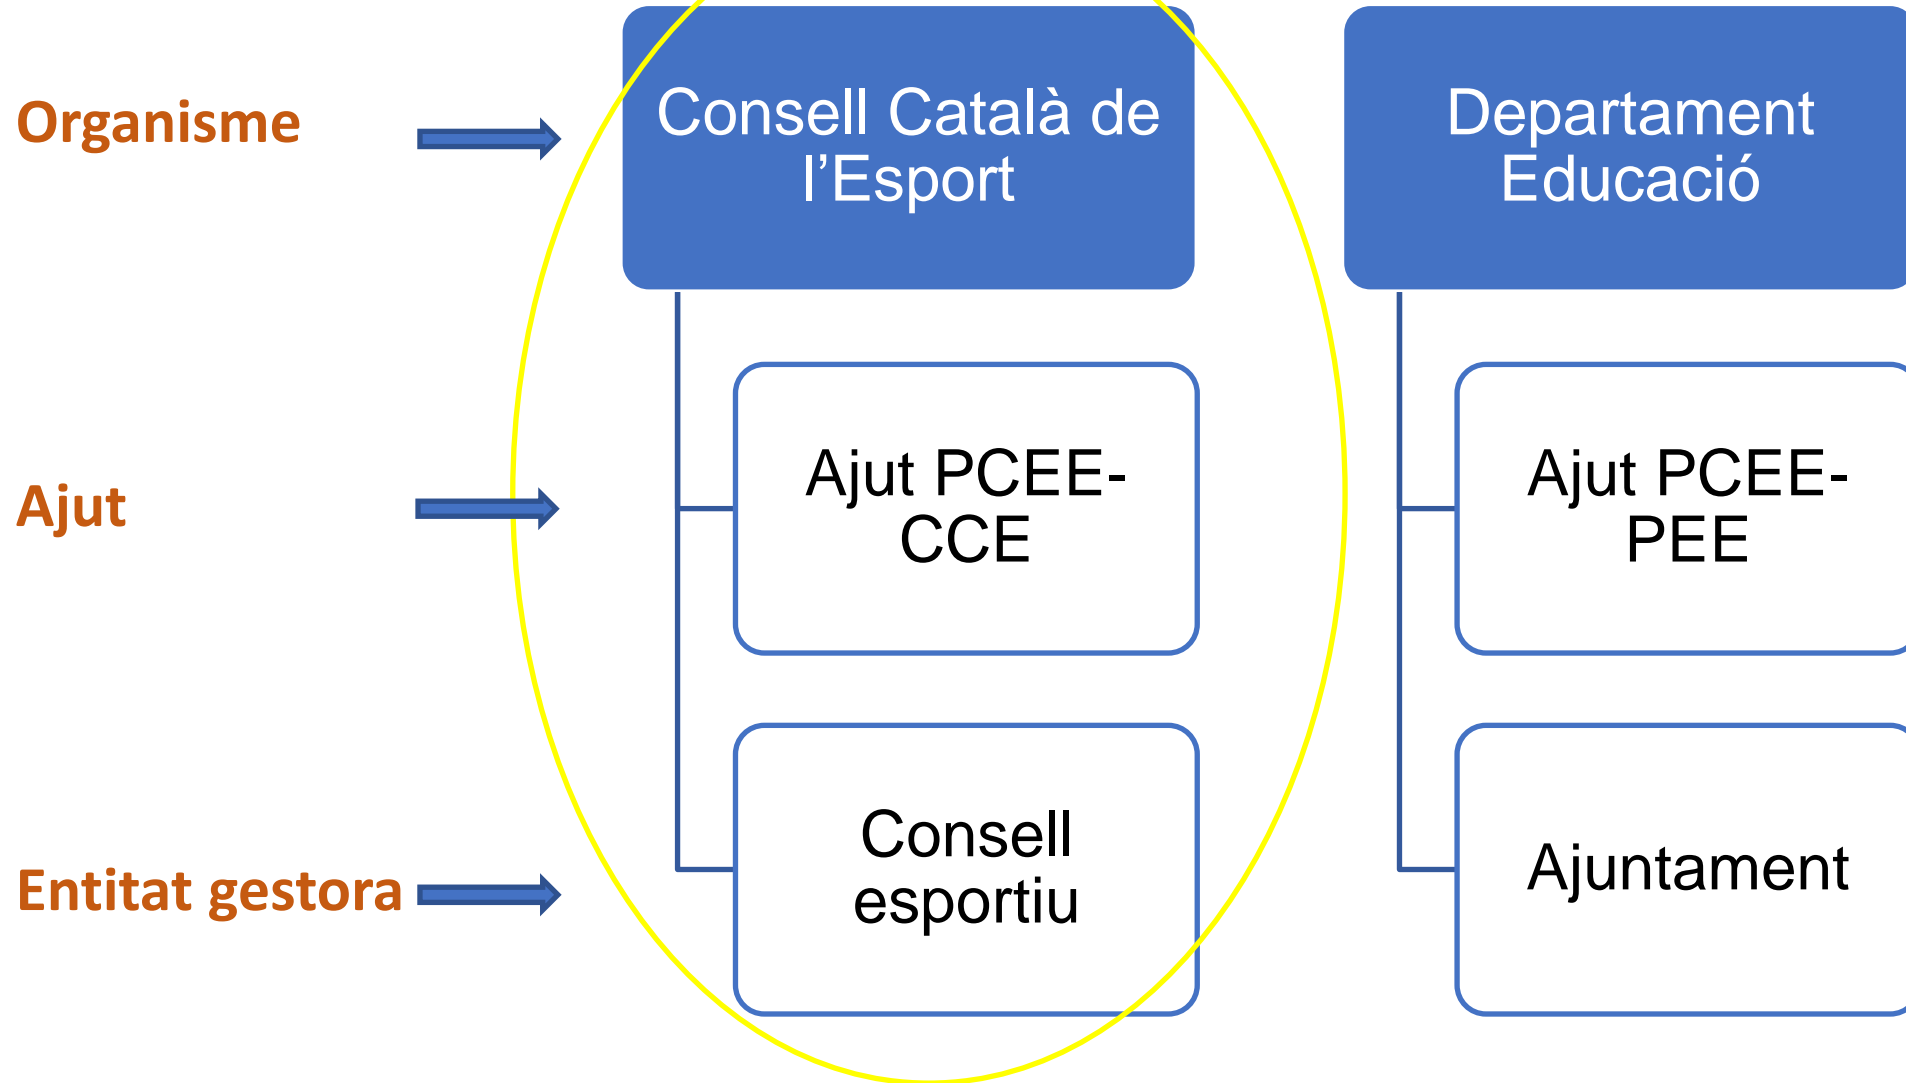 Organisme
Consell Català de
l’Esport
Departament
Educació
Ajut
Ajut PCEE-
CCE
Ajut PCEE-
PEE
Entitat gestora
Consell
esportiu
Ajuntament